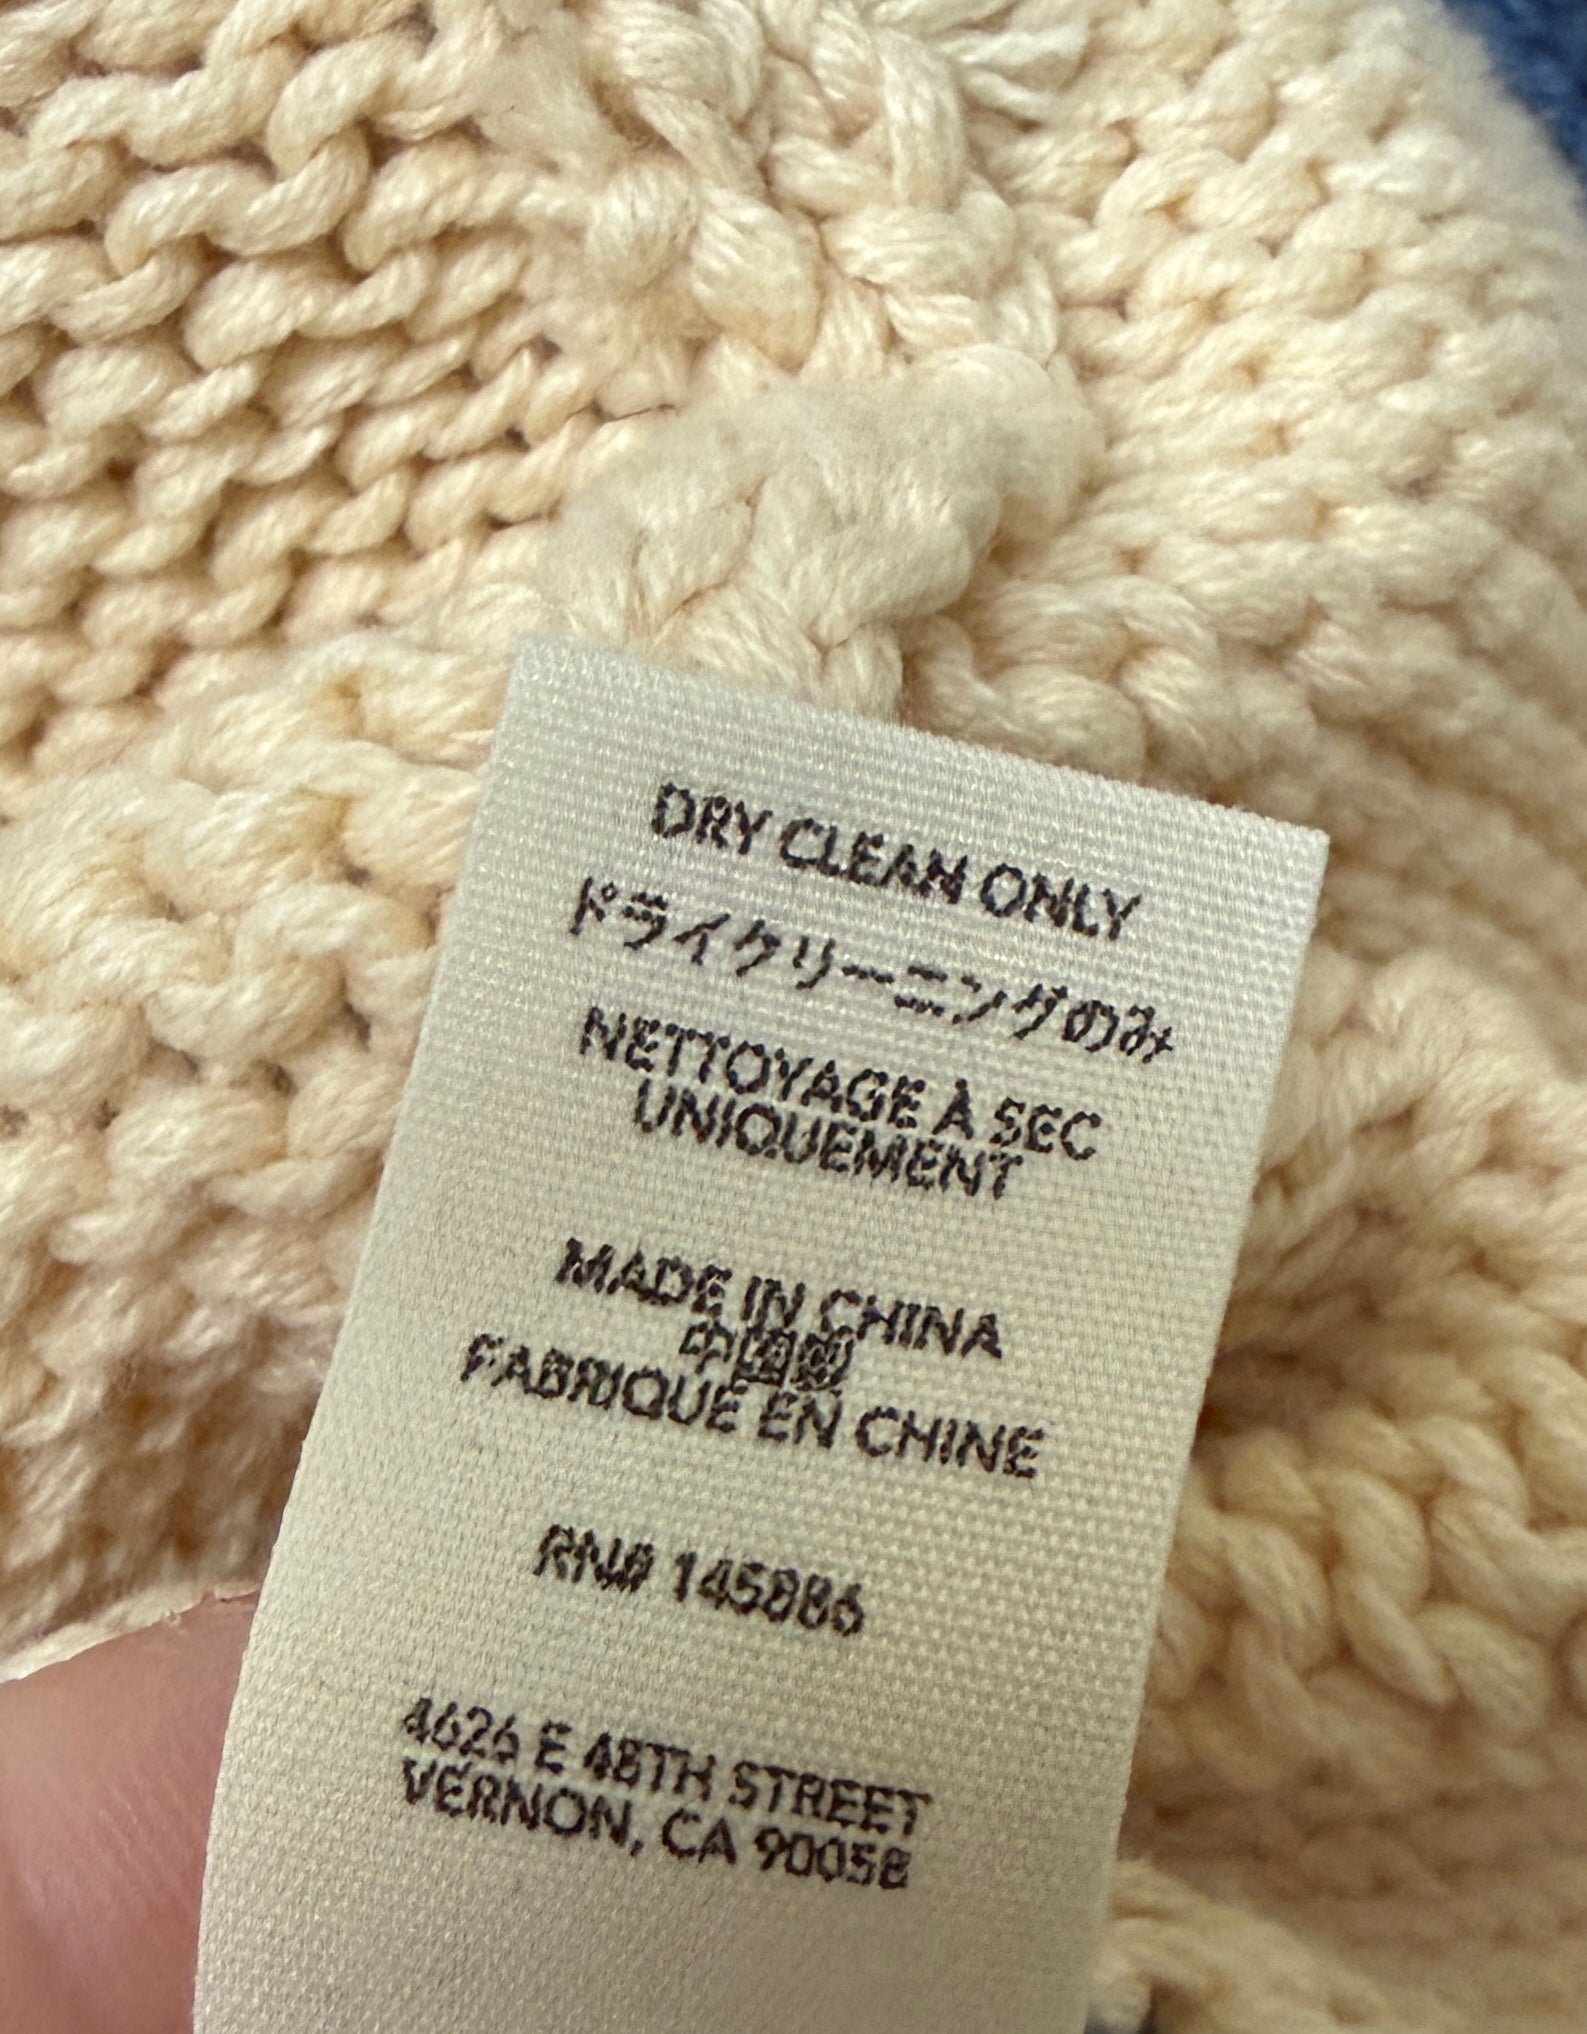 DRY CLEAN ONLY
ドライクリーニングのみ
NETTOYAGE À SEC
UNIQUEMENT
MADE IN CHINA
中国製
FABRIQUÉ EN CHINE
RN# 145886
4626 E 48TH STREET
VERNON, CA 90058